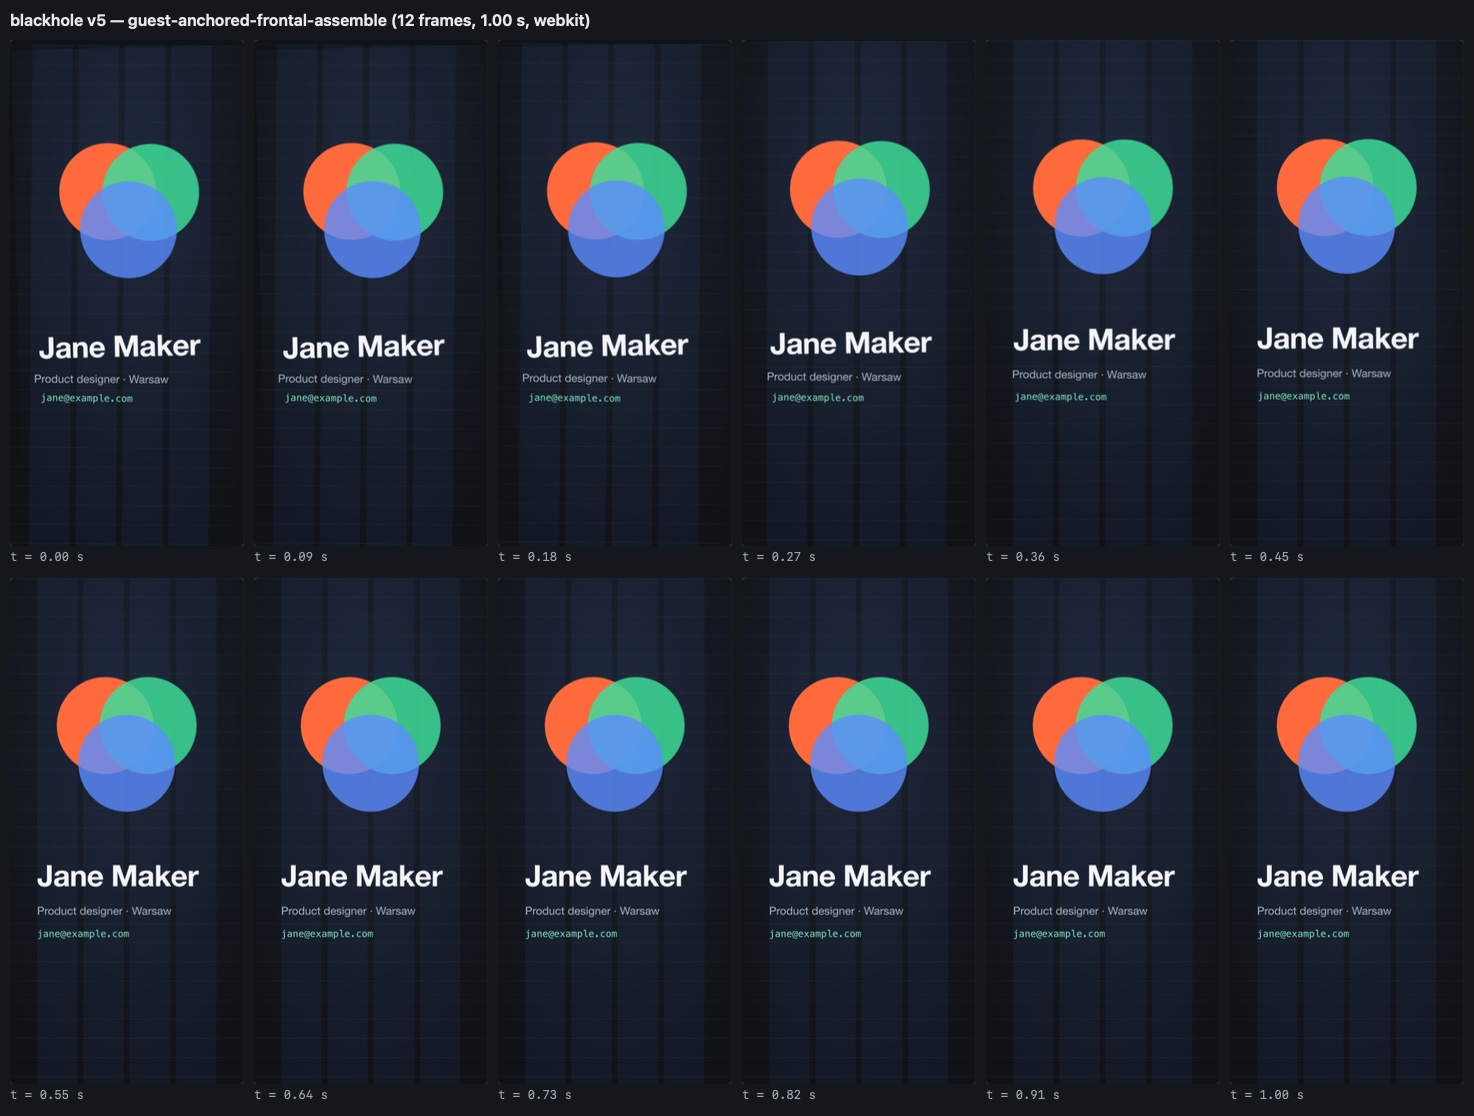 blackhole v5 — guest-anchored-frontal-assemble (12 frames, 1.00 s, webkit)
Jane Maker
Product designer · Warsaw
jane@example.com
t = 0.00 s
Jane Maker
Product designer · Warsaw
jane@example.com
t = 0.09 s
Jane Maker
Product designer · Warsaw
jane@example.com
t = 0.18 s
Jane Maker
Product designer · Warsaw
jane@example.com
t = 0.27 s
Jane Maker
Product designer · Warsaw
jane@example.com
t = 0.36 s
Jane Maker
Product designer · Warsaw
jane@example.com
t = 0.45 s
Jane Maker
Product designer · Warsaw
jane@example.com
t = 0.55 s
Jane Maker
Product designer · Warsaw
jane@example.com
t = 0.64 s
Jane Maker
Product designer · Warsaw
jane@example.com
t = 0.73 s
Jane Maker
Product designer · Warsaw
jane@example.com
t = 0.82 s
Jane Maker
Product designer · Warsaw
jane@example.com
t = 0.91 s
Jane Maker
Product designer · Warsaw
jane@example.com
t = 1.00 s